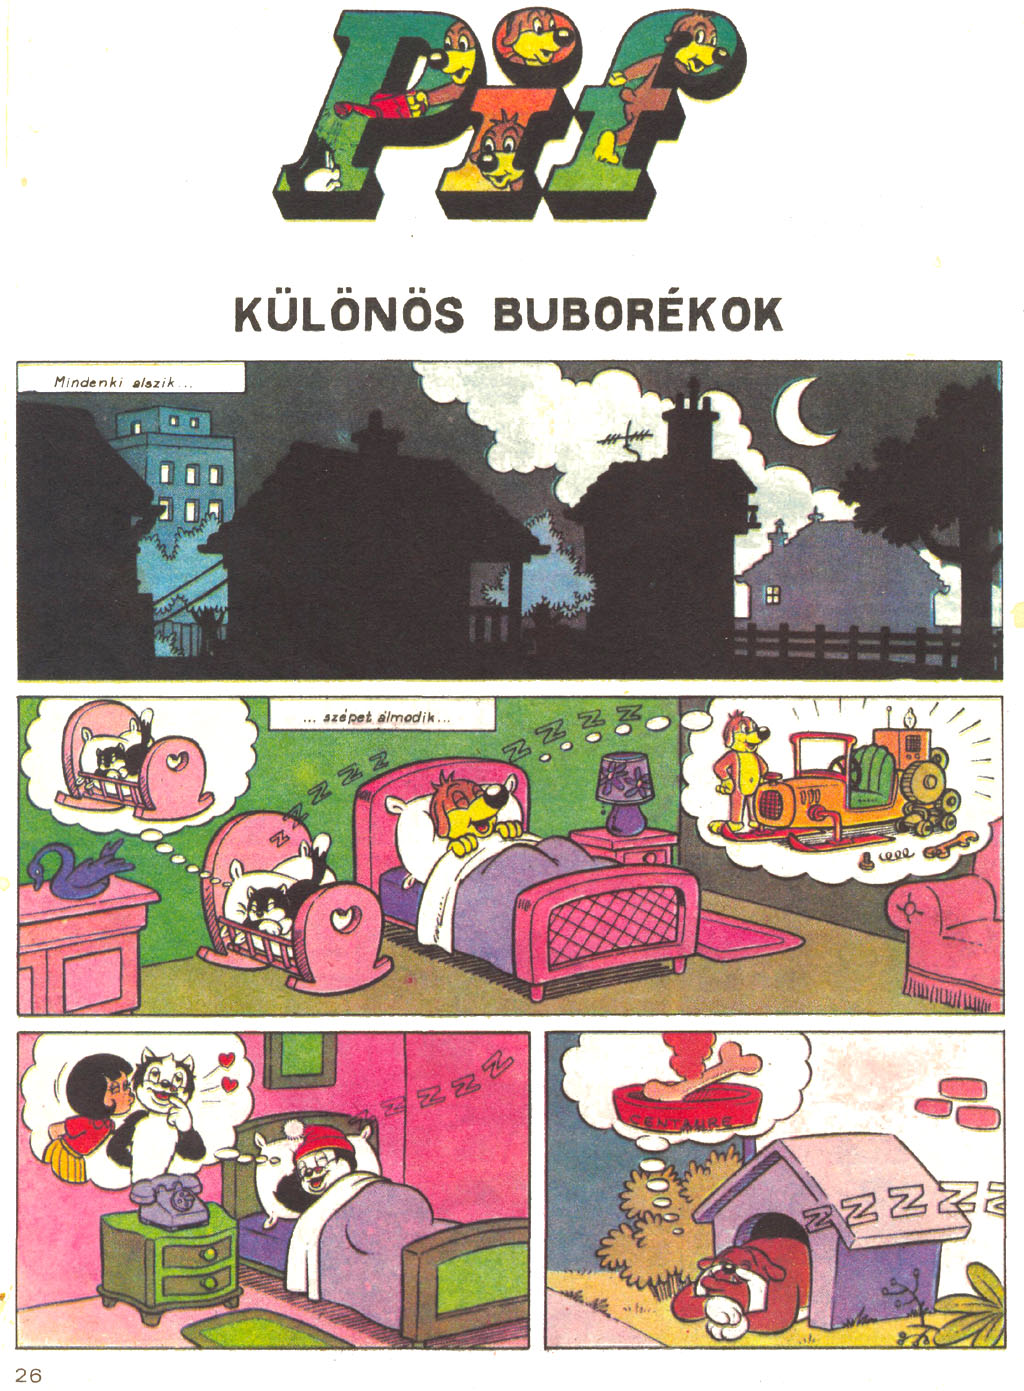 Pif
KÜLÖNÖS BUBORÉKOK
Mindenki alszik...
... szépet álmodik...
Z Z Z Z Z
Z Z Z Z
Z Z Z Z Z
CENTAURE
Z Z Z Z Z
26